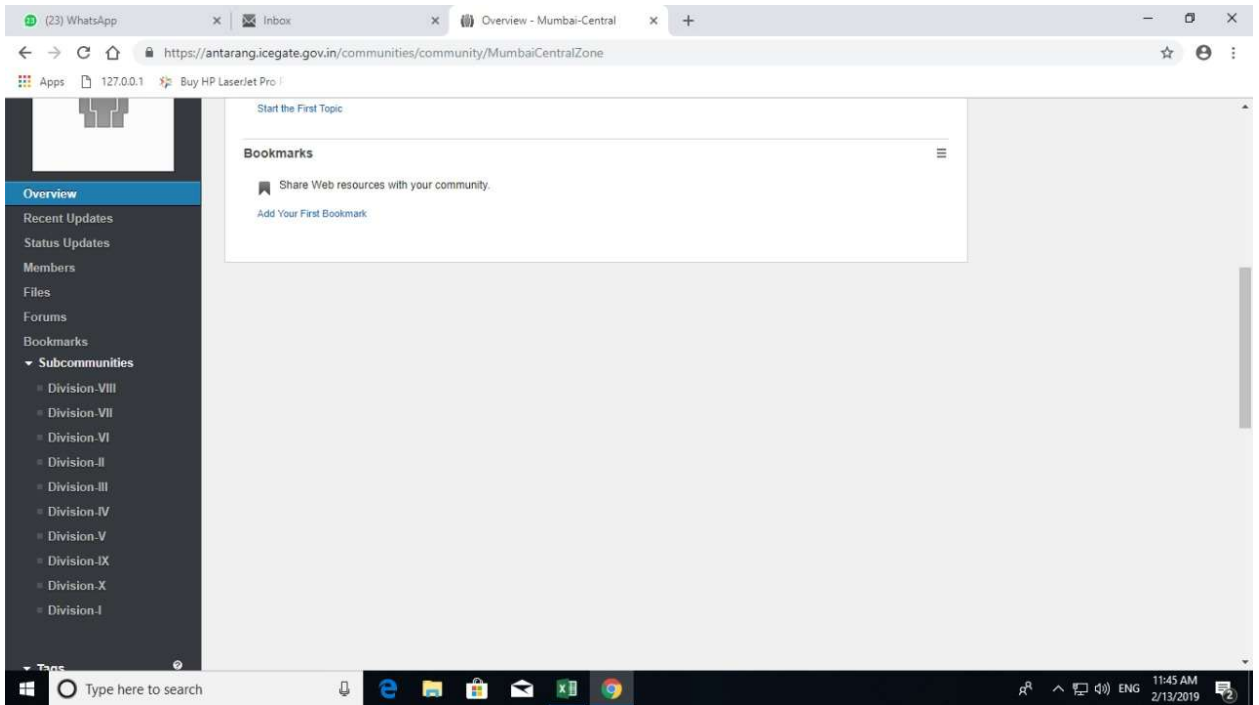 (23) WhatsApp
Inbox
Overview - Mumbai-Central
https://antarang.icegate.gov.in/communities/community/MumbaiCentralZone
Apps
127.0.0.1
Buy HP LaserJet Pro
Start the First Topic
Bookmarks
Share Web resources with your community.
Add Your First Bookmark
Overview
Recent Updates
Status Updates
Members
Files
Forums
Bookmarks
Subcommunities
Division-VIII
Division-VII
Division-VI
Division-II
Division-III
Division-IV
Division-V
Division-IX
Division-X
Division-I
Tags
Type here to search
ENG
11:45 AM
2/13/2019
2